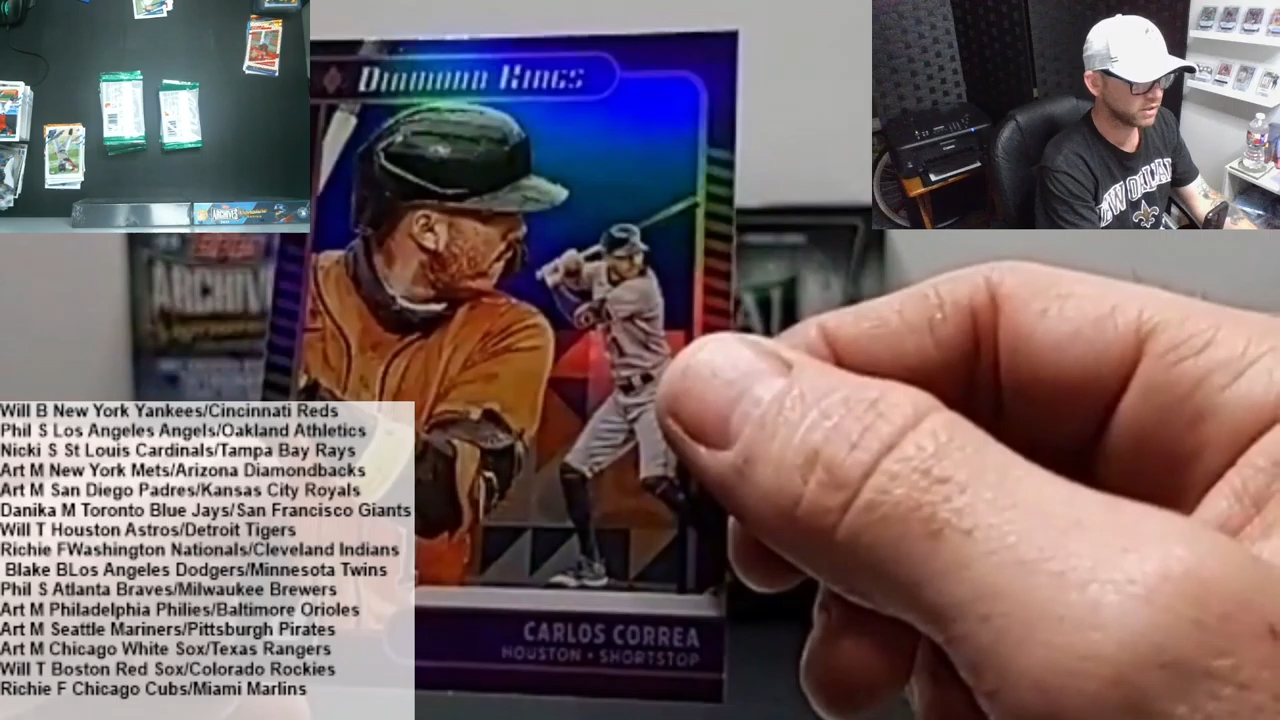 DIAMOND KINGS
ARCHIVES
ARCHIV
NEW ORLEA
Will B New York Yankees/Cincinnati Reds
Phil S Los Angeles Angels/Oakland Athletics
Nicki S St Louis Cardinals/Tampa Bay Rays
Art M New York Mets/Arizona Diamondbacks
Art M San Diego Padres/Kansas City Royals
Danika M Toronto Blue Jays/San Francisco Giants
Will T Houston Astros/Detroit Tigers
Richie FWashington Nationals/Cleveland Indians
Blake BLos Angeles Dodgers/Minnesota Twins
Phil S Atlanta Braves/Milwaukee Brewers
Art M Philadelphia Philies/Baltimore Orioles
Art M Seattle Mariners/Pittsburgh Pirates
Art M Chicago White Sox/Texas Rangers
Will T Boston Red Sox/Colorado Rockies
Richie F Chicago Cubs/Miami Marlins
CARLOS CORREA
HOUSTON • SHORTSTOP